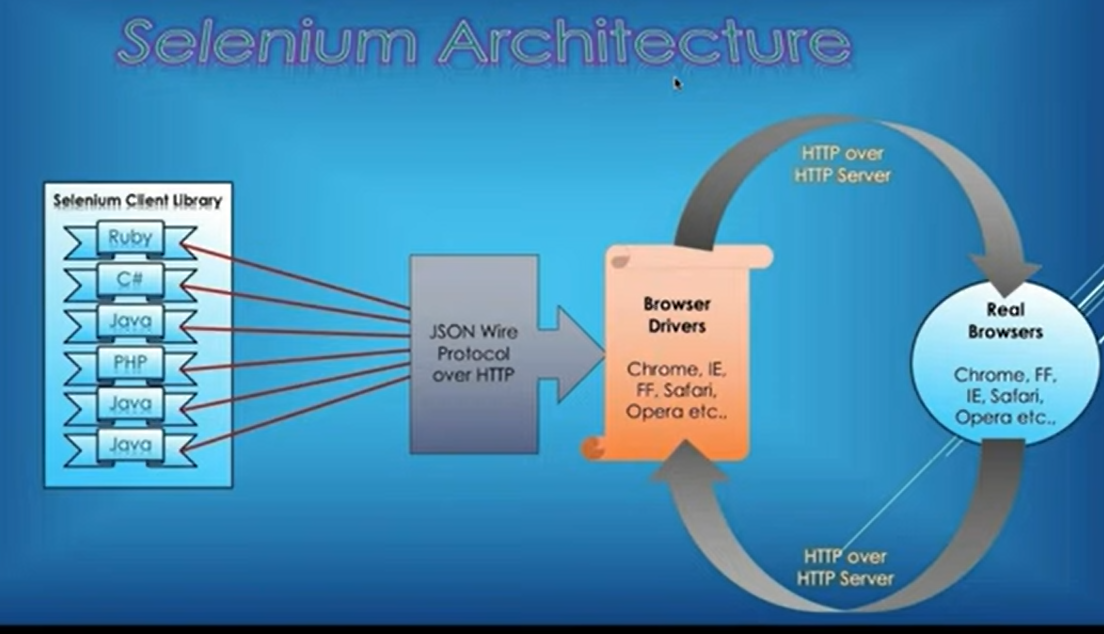 Selenium Architecture
Selenium Client Library
Ruby
C#
Java
PHP
Java
Java
JSON Wire
Protocol
over HTTP
Browser
Drivers
Chrome, IE,
FF, Safari,
Opera etc.,
HTTP over
HTTP Server
Real
Browsers
Chrome, FF,
IE, Safari,
Opera etc.,
HTTP over
HTTP Server